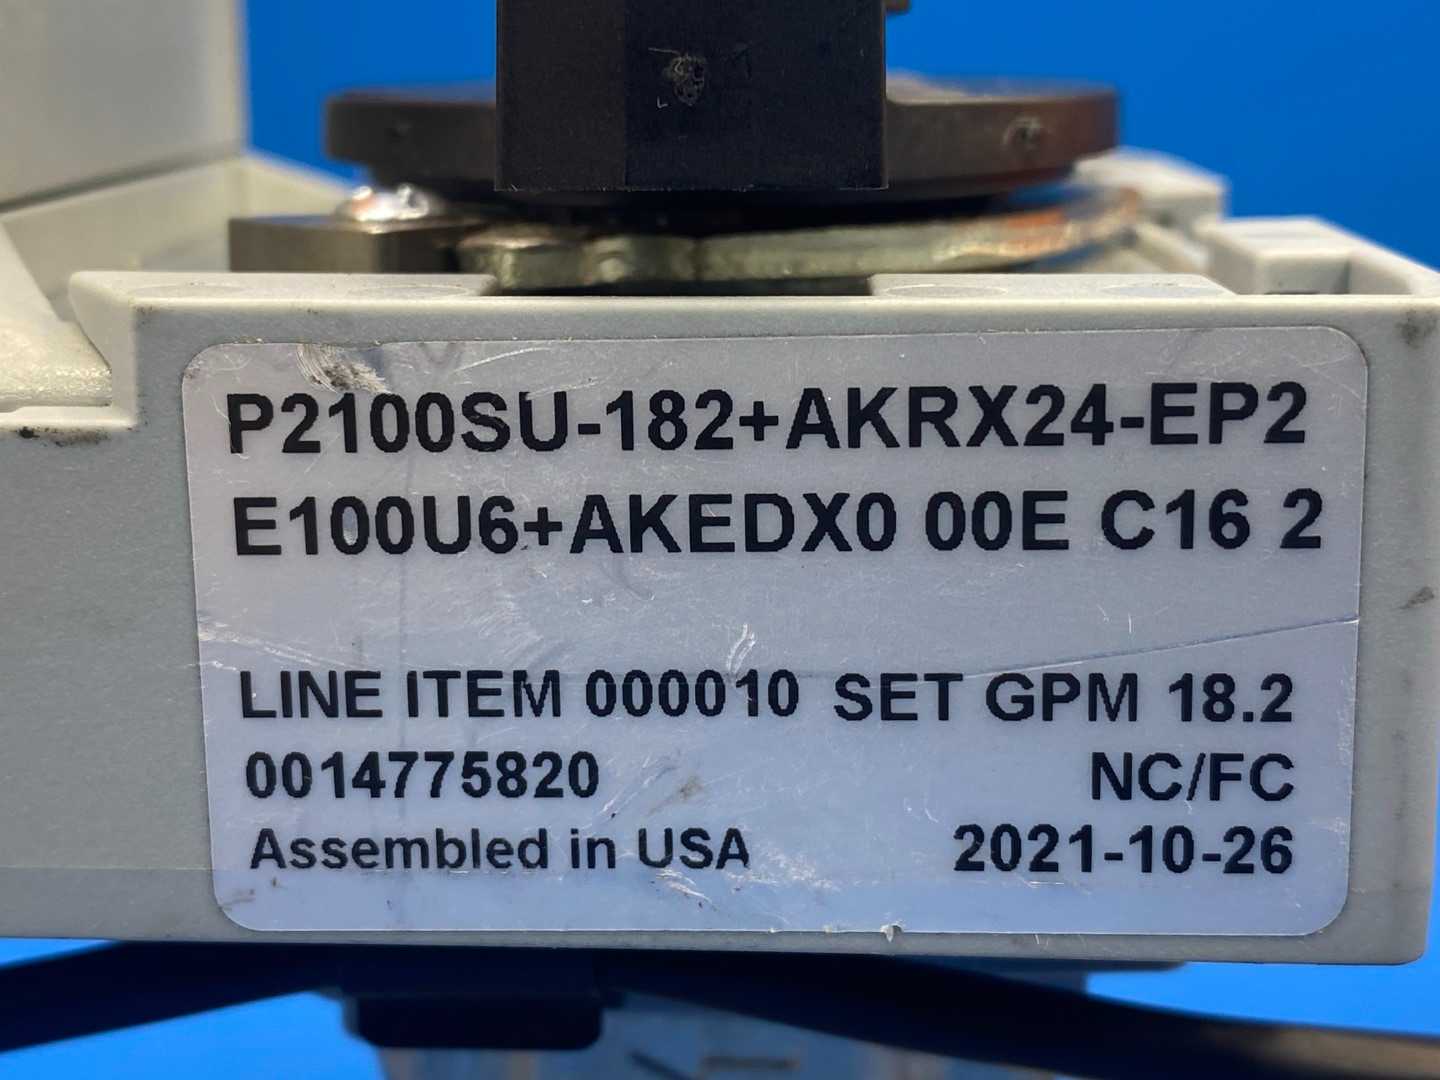 P2100SU-182+AKRX24-EP2
E100U6+AKEDX0 00E C16 2
LINE ITEM 000010 SET GPM 18.2
0014775820 NC/FC
Assembled in USA 2021-10-26